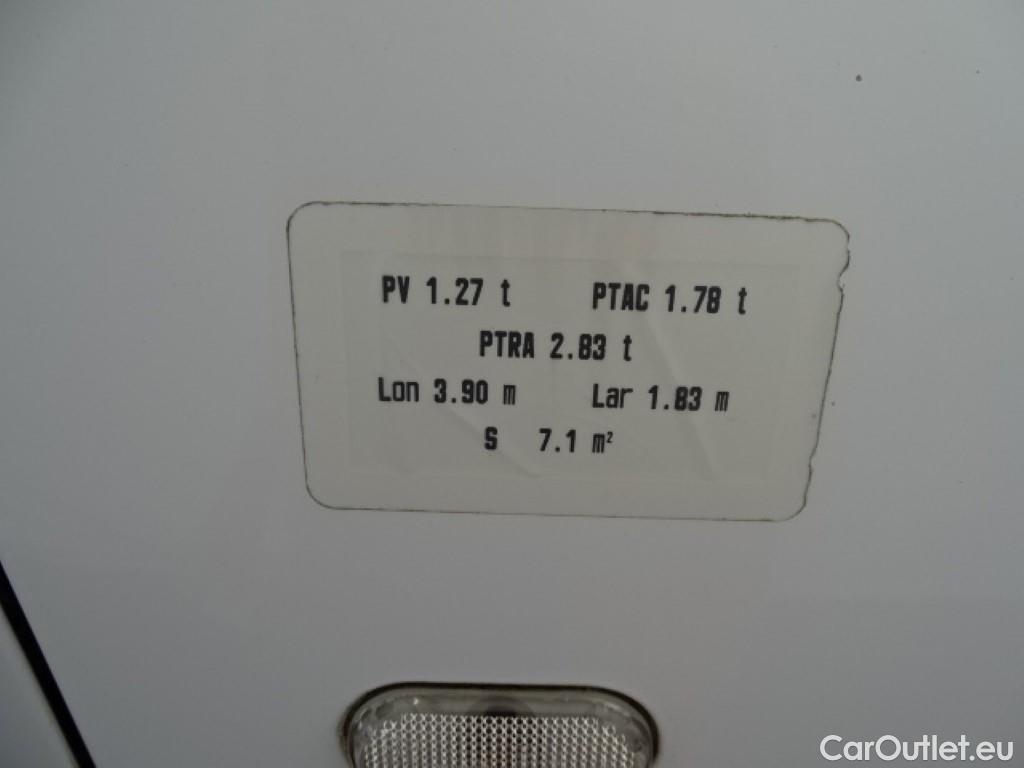 PV 1.27 t PTAC 1.78 t
PTRA 2.83 t
Lon 3.90 m Lar 1.83 m
S 7.1 m²
CarOutlet.eu